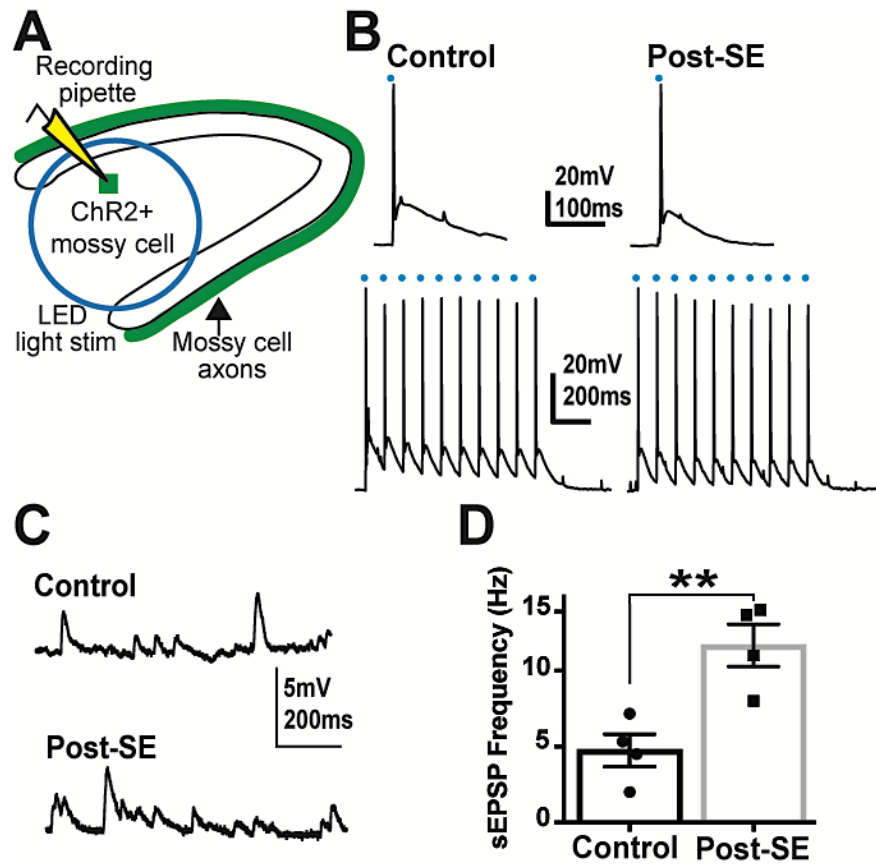 A
Recording
pipette
ChR2+
mossy cell
LED
light stim
Mossy cell
axons
B
Control
Post-SE
20mV
100ms
20mV
200ms
C
Control
5mV
200ms
Post-SE
D
**
sEPSP Frequency (Hz)
15
10
5
0
Control
Post-SE